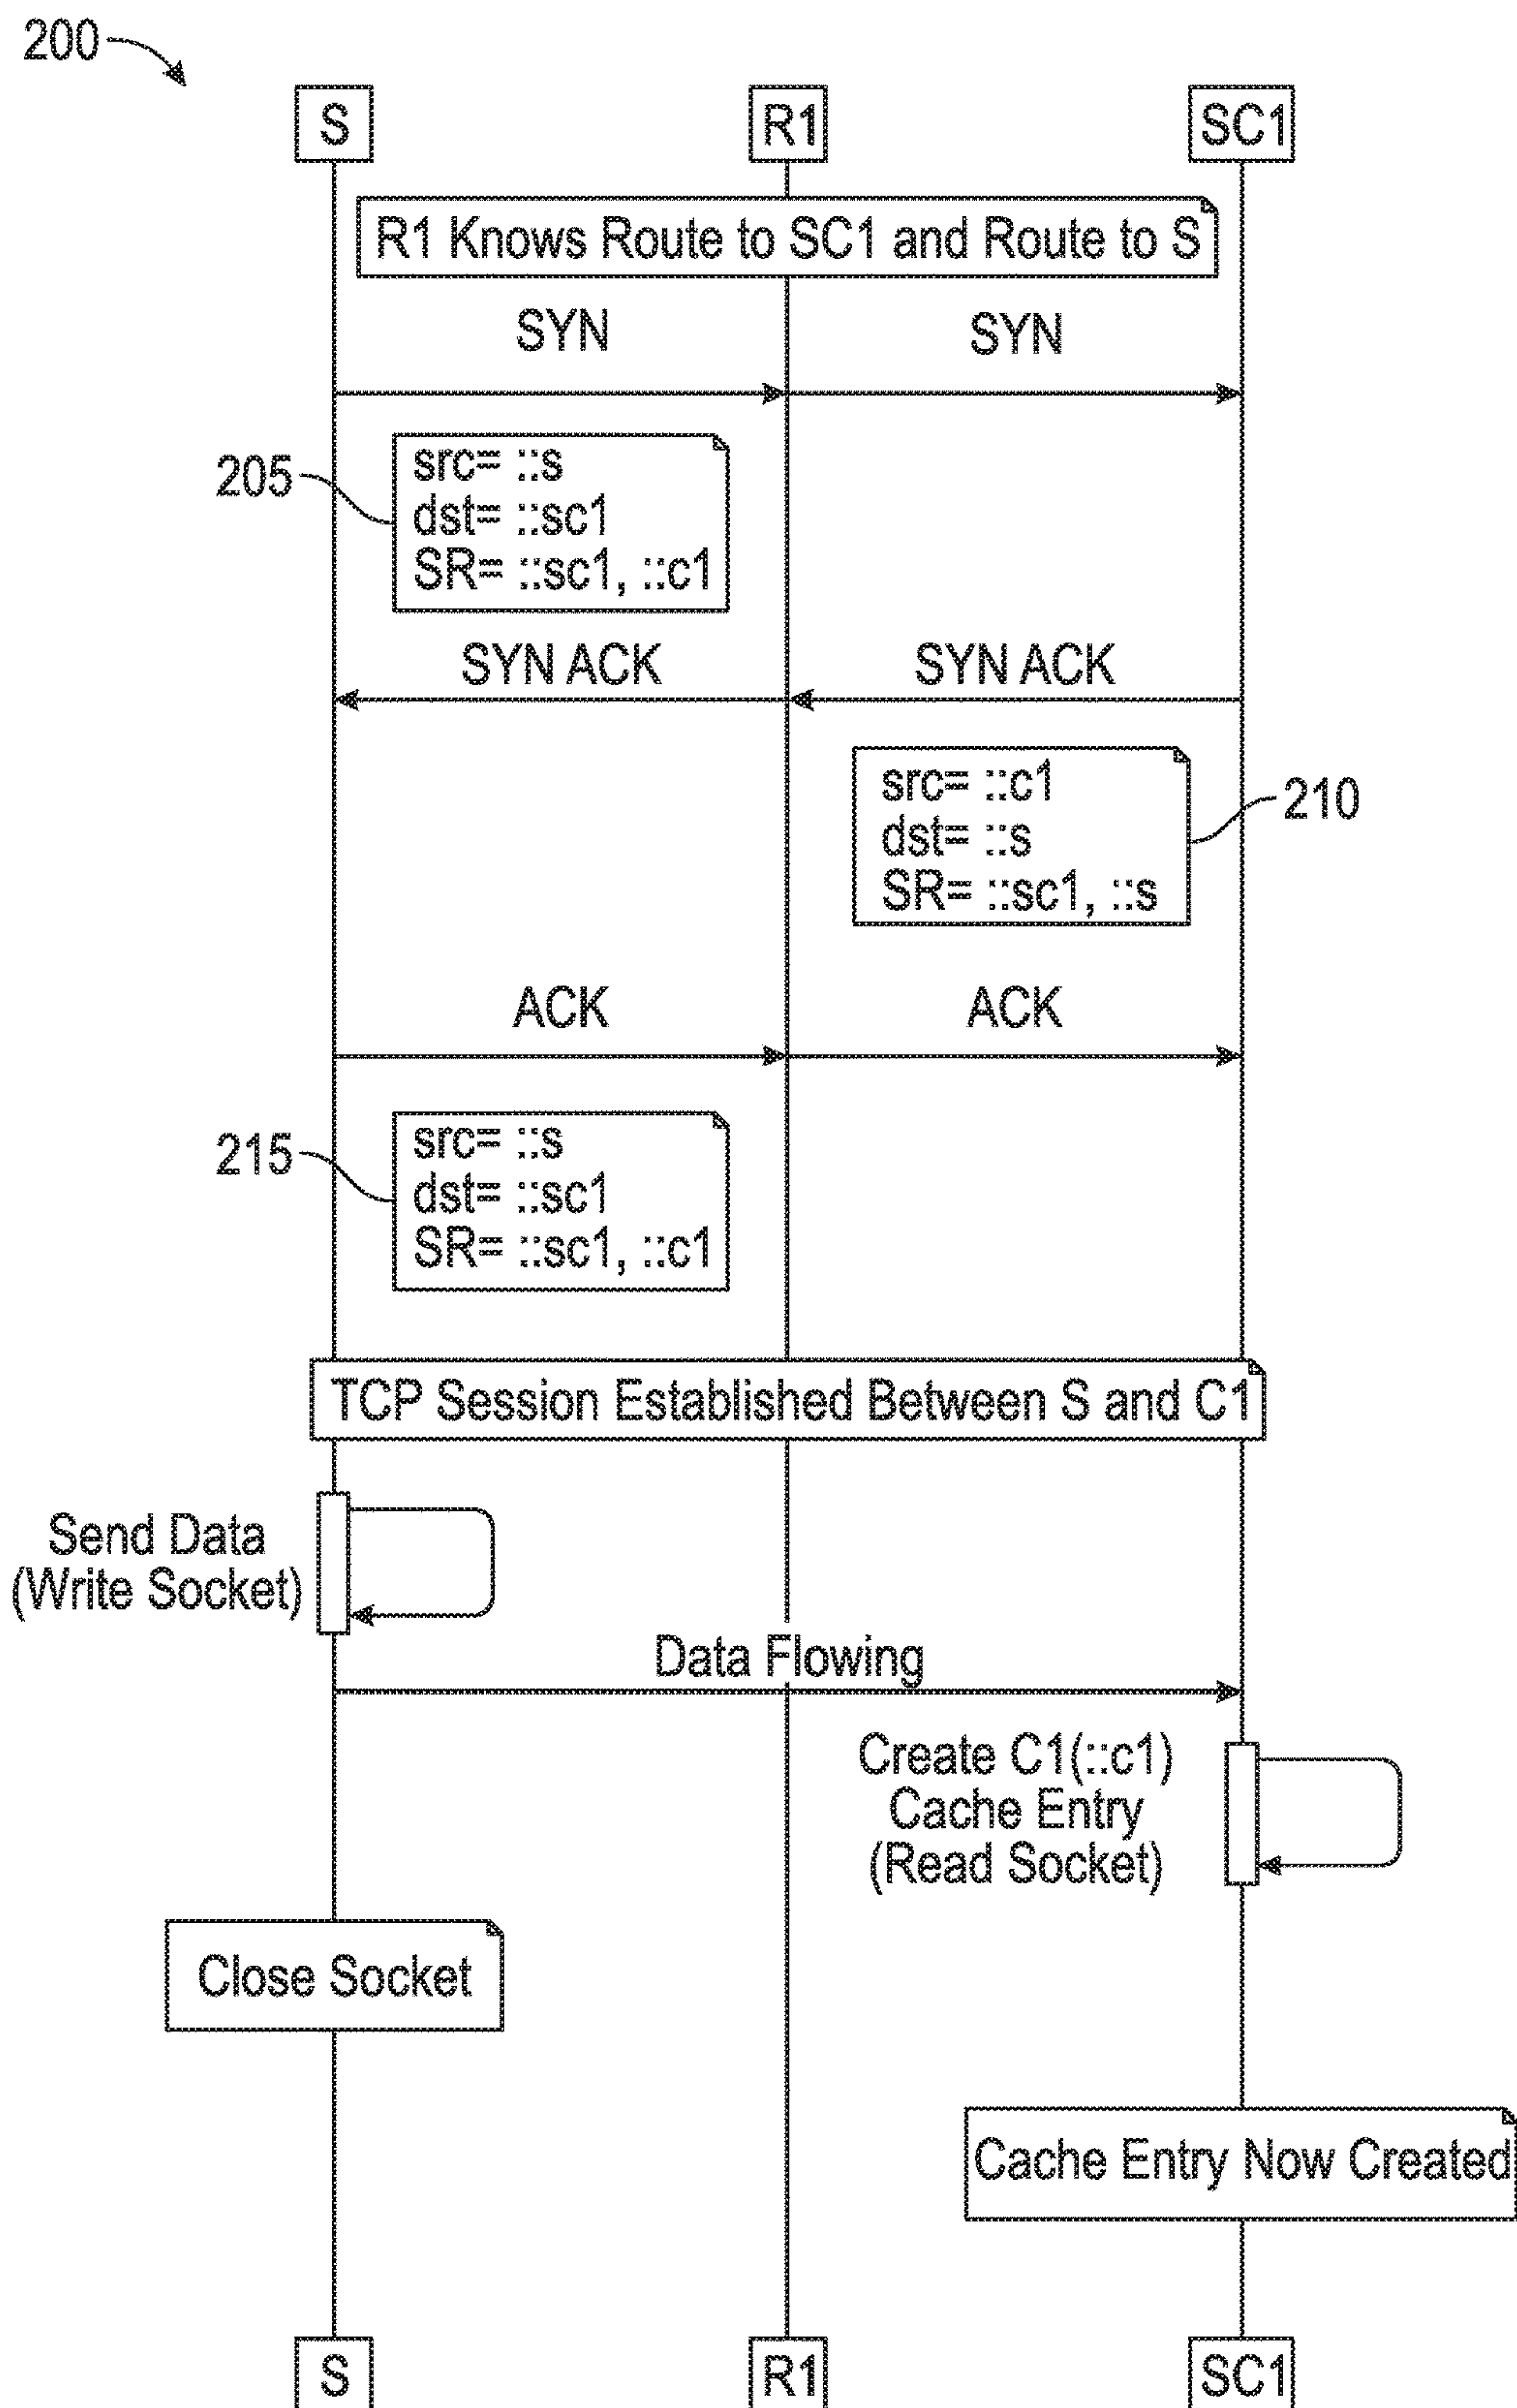 200
S
R1
SC1
R1 Knows Route to SC1 and Route to S
SYN
SYN
205
src= ::s
dst= ::sc1
SR= ::sc1, ::c1
SYN ACK
SYN ACK
src= ::c1
dst= ::s
SR= ::sc1, ::s
210
ACK
ACK
215
src= ::s
dst= ::sc1
SR= ::sc1, ::c1
TCP Session Established Between S and C1
Send Data
(Write Socket)
Data Flowing
Create C1(::c1)
Cache Entry
(Read Socket)
Close Socket
Cache Entry Now Created
S
R1
SC1